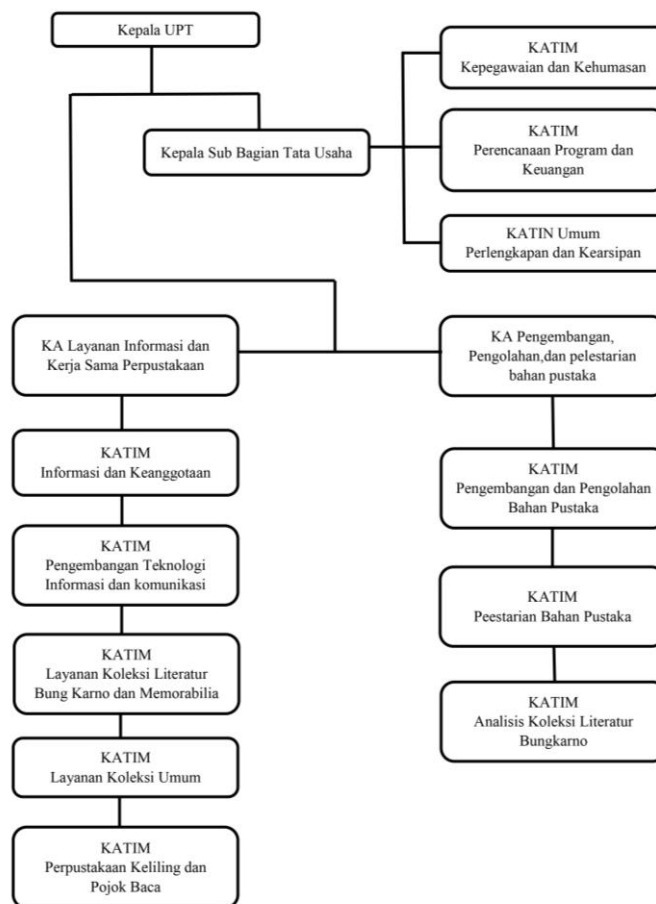 Kepala UPT
KATIM
Kepegawaian dan Kehumasan
Kepala Sub Bagian Tata Usaha
KATIM
Perencanaan Program dan
Keuangan
KATIN Umum
Perlengkapan dan Kearsipan
KA Layanan Informasi dan
Kerja Sama Perpustakaan
KATIM
Informasi dan Keanggotaan
KATIM
Pengembangan Teknologi
Informasi dan komunikasi
KATIM
Layanan Koleksi Literatur
Bung Karno dan Memorabilia
KATIM
Layanan Koleksi Umum
KATIM
Perpustakaan Keliling dan
Pojok Baca
KA Pengembangan,
Pengolahan,dan pelestarian
bahan pustaka
KATIM
Pengembangan dan Pengolahan
Bahan Pustaka
KATIM
Peestarian Bahan Pustaka
KATIM
Analisis Koleksi Literatur
Bungkarno